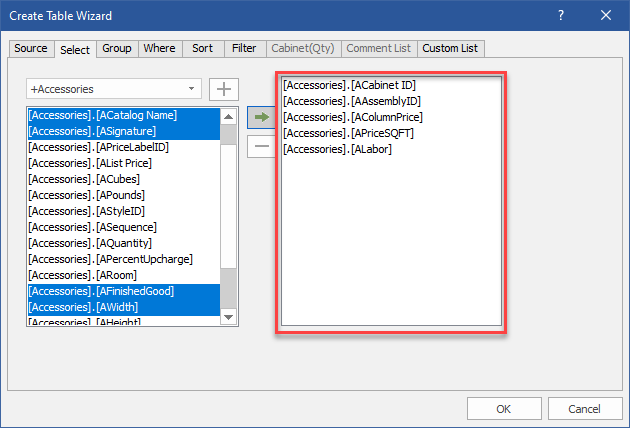 Create Table Wizard
?
Source Select Group Where Sort Filter Cabinet(Qty) Comment List Custom List
+Accessories
[Accessories].[ACatalog Name]
[Accessories].[ASignature]
[Accessories].[APriceLabelID]
[Accessories].[AList Price]
[Accessories].[ACubes]
[Accessories].[APounds]
[Accessories].[AStyleID]
[Accessories].[ASequence]
[Accessories].[AQuantity]
[Accessories].[APercentUpcharge]
[Accessories].[ARoom]
[Accessories].[AFinishedGood]
[Accessories].[AWidth]
[Accessories].[AHeight]
[Accessories].[ACabinet ID]
[Accessories].[AAssemblyID]
[Accessories].[AColumnPrice]
[Accessories].[APriceSQFT]
[Accessories].[ALabor]
OK Cancel